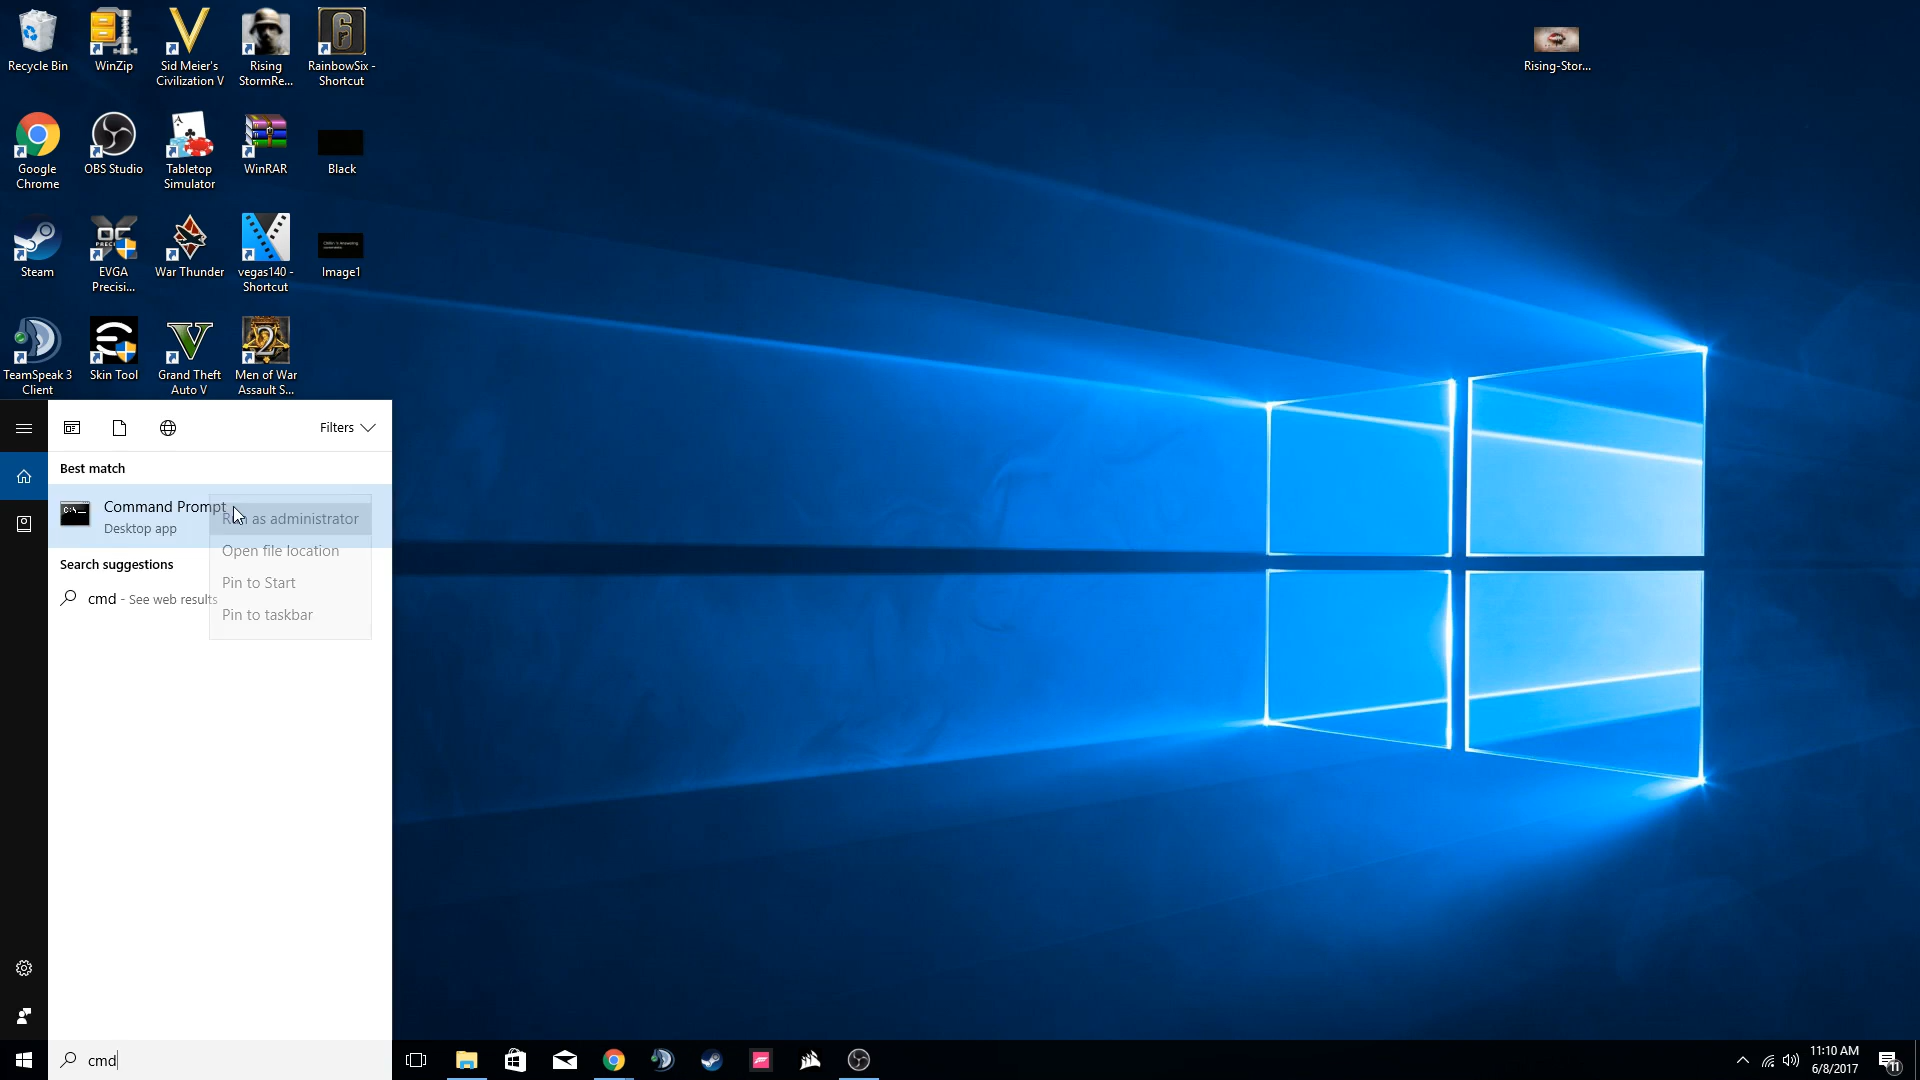 Recycle Bin
WinZip
Sid Meier's
Civilization V
Rising
StormRe...
RainbowSix -
Shortcut
Rising-Stor...
Google
Chrome
OBS Studio
Tabletop
Simulator
WinRAR
Black
Steam
EVGA
Precisi...
War Thunder
vegas140 -
Shortcut
Image1
TeamSpeak 3
Client
Skin Tool
Grand Theft
Auto V
Men of War
Assault S...
Filters
Best match
Command Prompt
Desktop app
Run as administrator
Open file location
Search suggestions
Pin to Start
cmd - See web results
Pin to taskbar
cmd
11:10 AM
6/8/2017
11